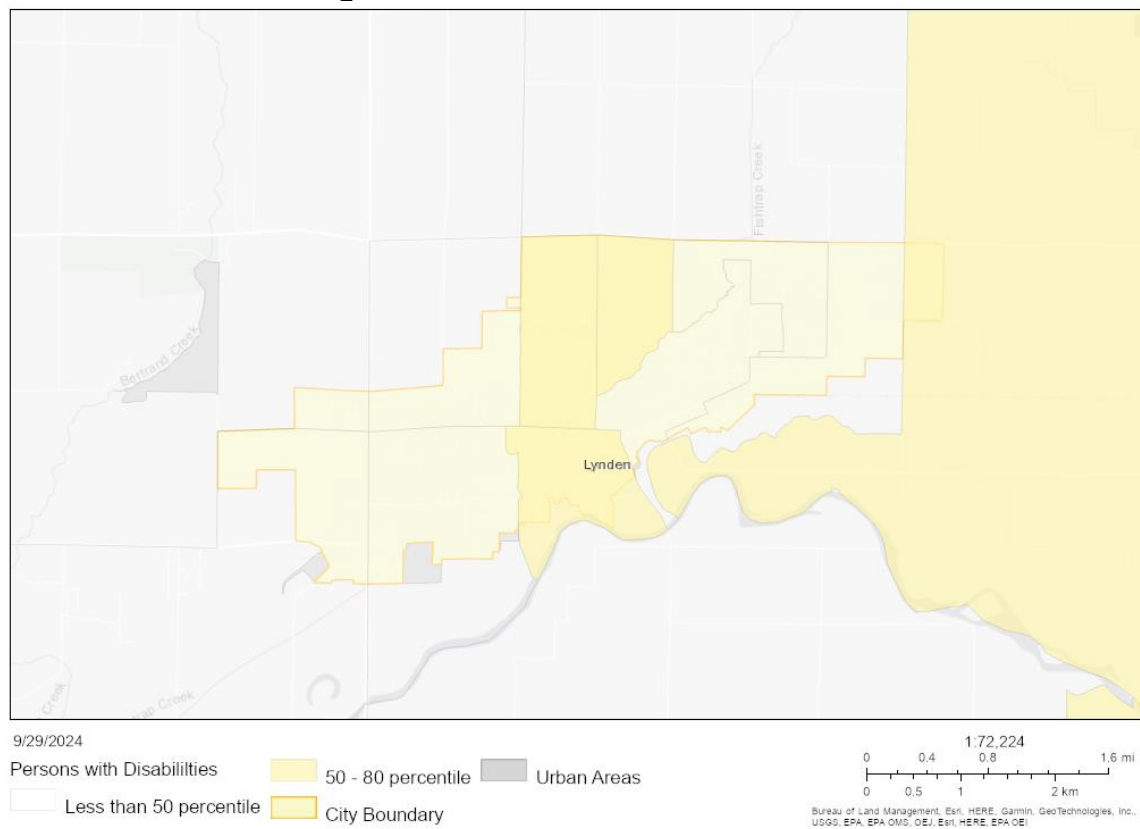 Fishtrap Creek
Bertrand Creek
Lynden
Creek
trap Creek
9/29/2024
Persons with Disabililties
Less than 50 percentile
50 - 80 percentile
City Boundary
Urban Areas
1:72,224
0 0.4 0.8 1.6 mi
0 0.5 1 2 km
Bureau of Land Management, Esri, HERE, Garmin, GeoTechnologies, Inc.,
USGS, EPA, EPA OMS, OEJ, Esri, HERE, EPA OEI